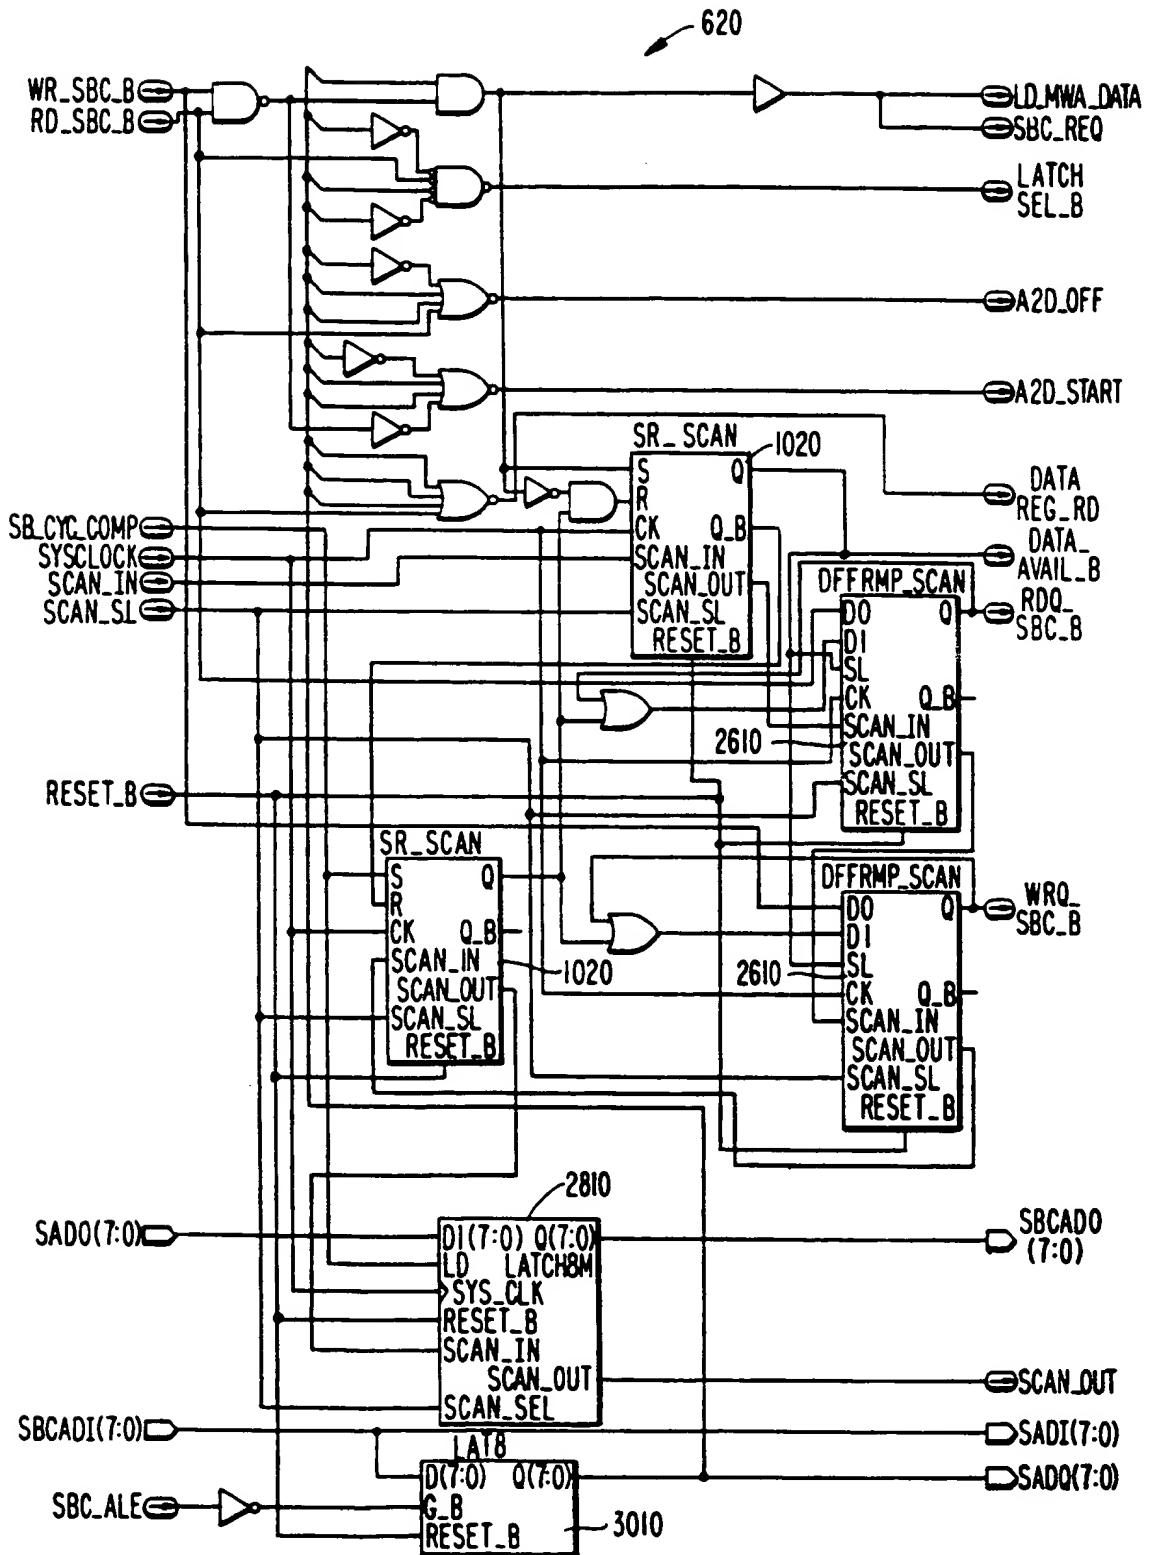 620
WR_SBC_B
RD_SBC_B
LD_MWA_DATA
SBC_REQ
LATCH
SEL_B
A2D_OFF
A2D_START
SR_SCAN
1020
S
Q
R
CK
Q_B
SCAN_IN
SCAN_OUT
SCAN_SL
RESET_B
DATA
REG_RD
DATA_
AVAIL_B
RDQ_
SBC_B
SB_CYC_COMP
SYSCLOCK
SCAN_IN
SCAN_SL
DFFRMP_SCAN
D0
Q
DI
SL
CK
Q_B
SCAN_IN
2610
SCAN_OUT
SCAN_SL
RESET_B
RESET_B
SR_SCAN
S
Q
R
CK
Q_B
SCAN_IN
1020
SCAN_OUT
SCAN_SL
RESET_B
DFFRMP_SCAN
WRQ_
SBC_B
D0
Q
DI
SL
2610
CK
Q_B
SCAN_IN
SCAN_OUT
SCAN_SL
RESET_B
2810
SADO(7:0)
DI(7:0) Q(7:0)
SBCADO
(7:0)
LD LATCH8M
SYS_CLK
RESET_B
SCAN_IN
SCAN_OUT
SCAN_OUT
SCAN_SEL
SBCADI(7:0)
SADI(7:0)
LAT8
D(7:0) Q(7:0)
SADQ(7:0)
SBC_ALE
G_B
RESET_B
3010